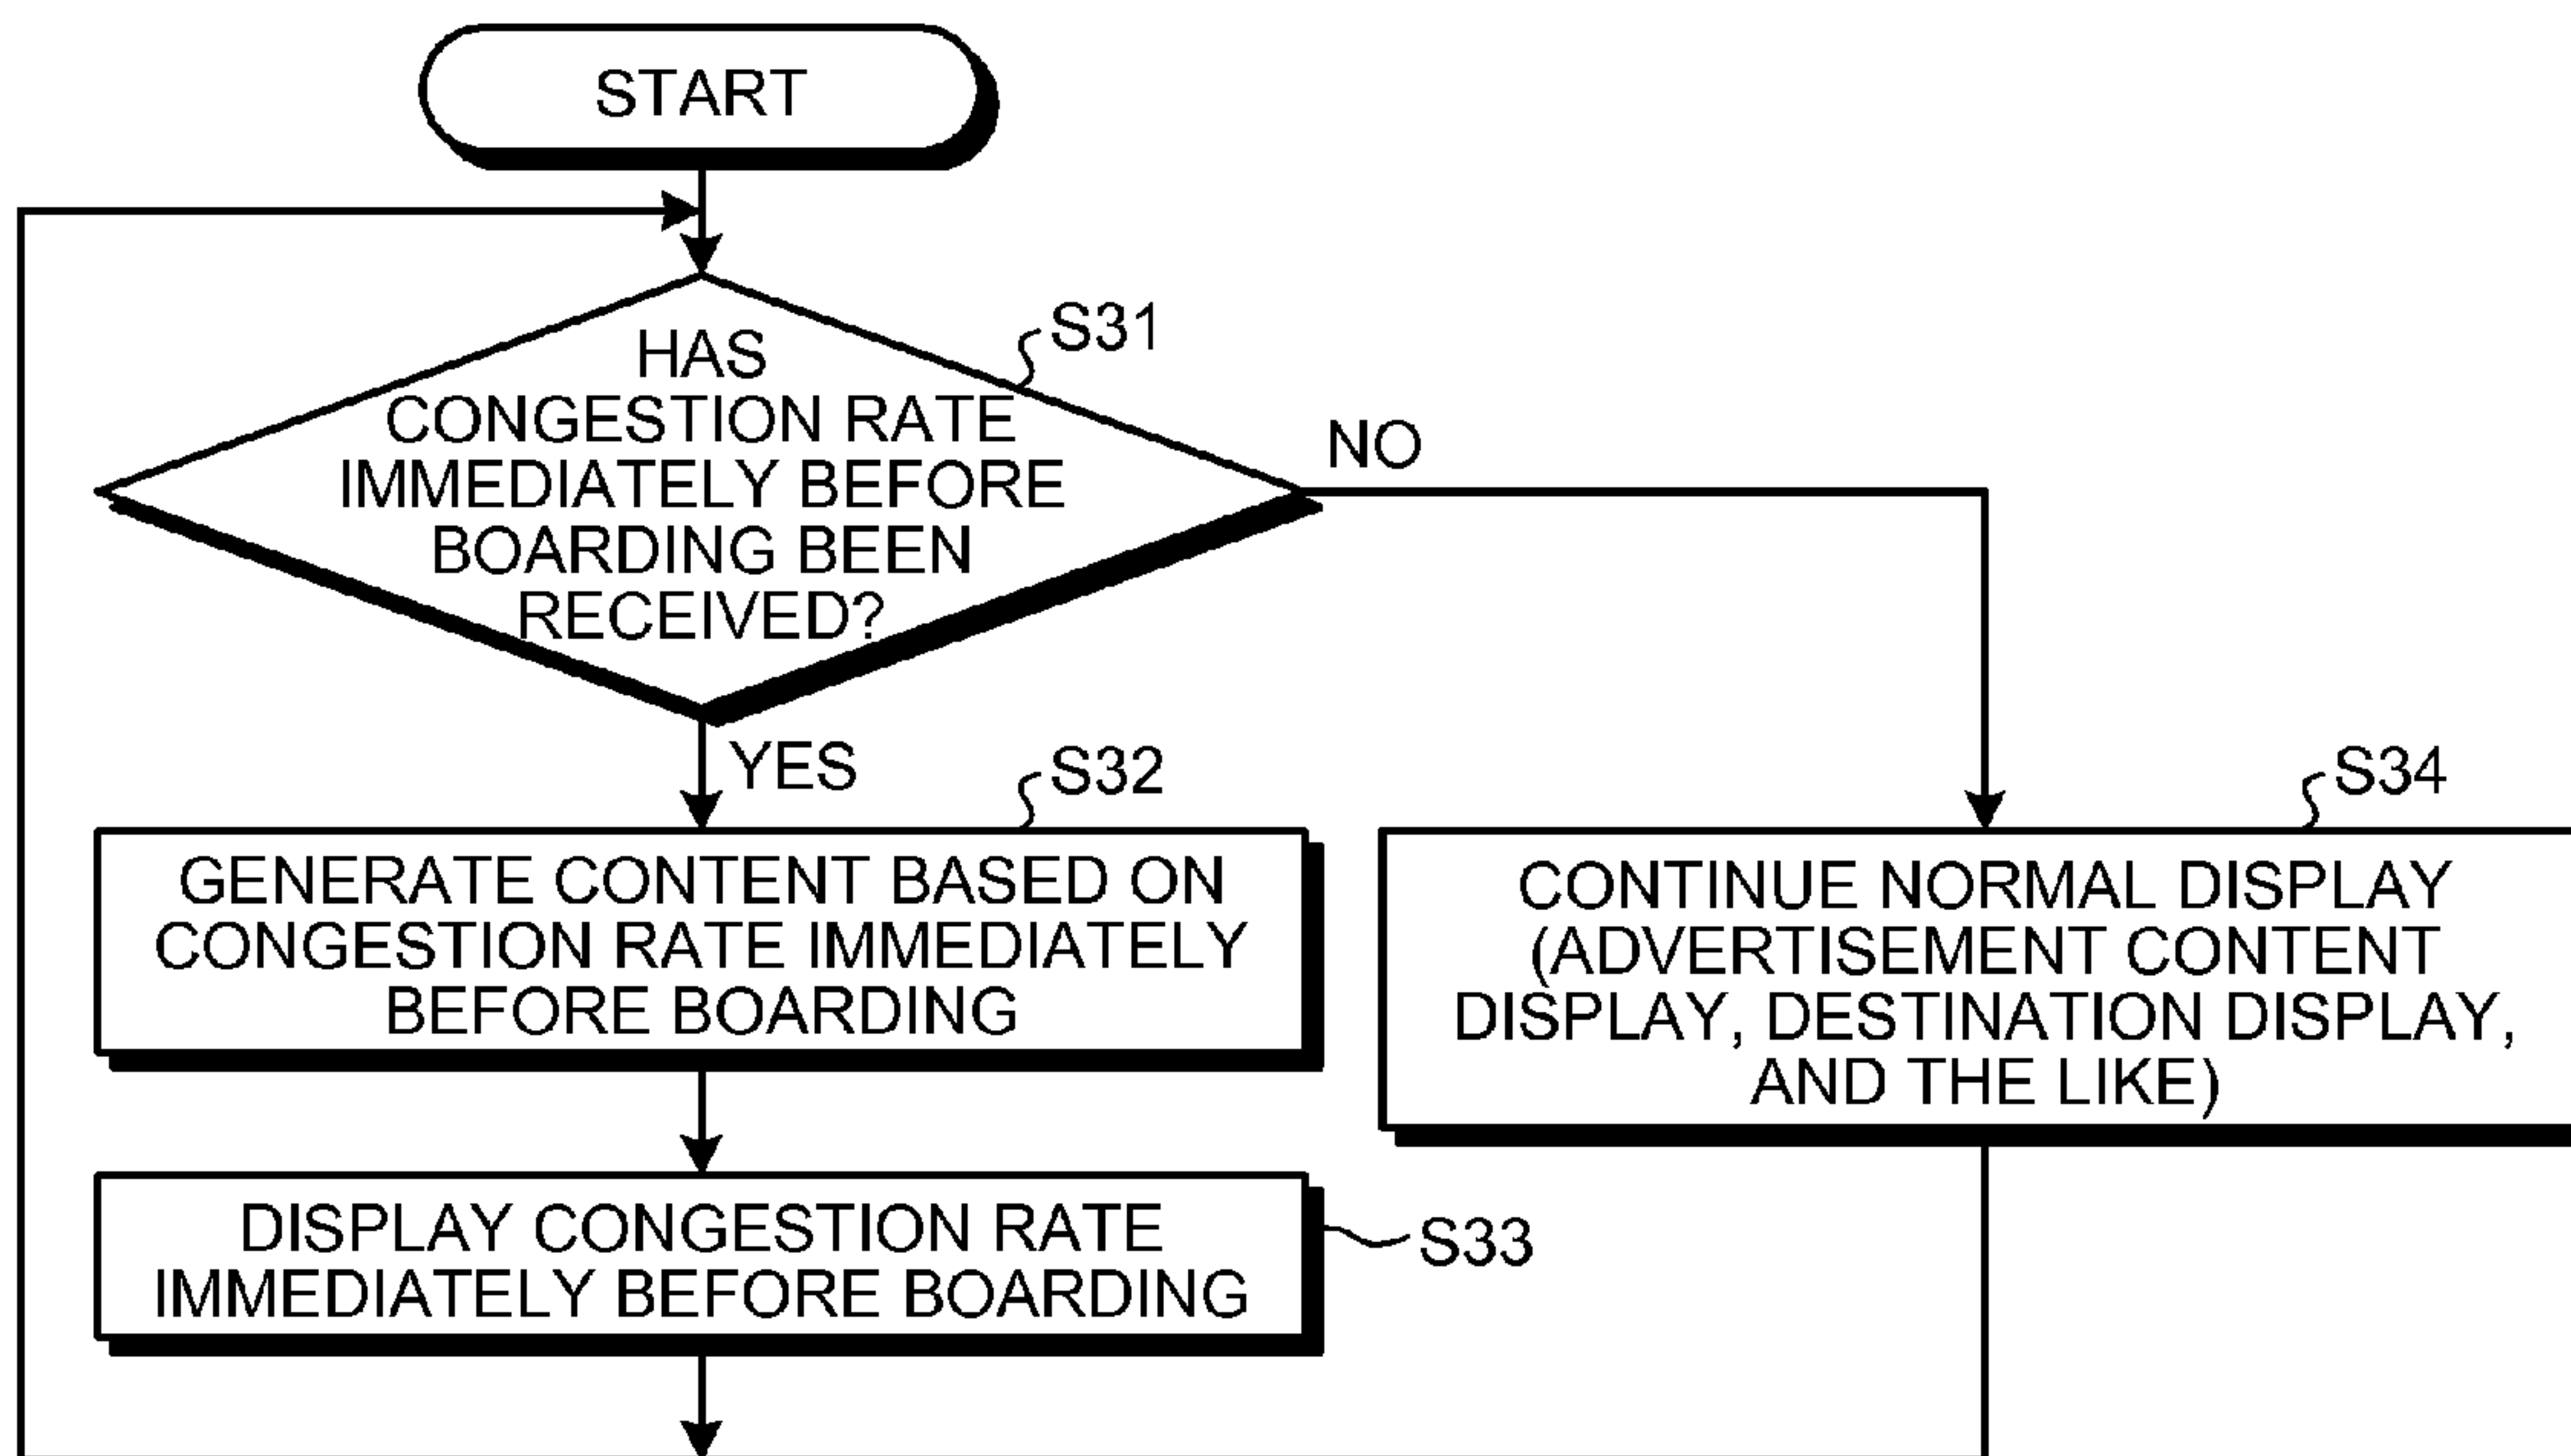 START
S31
HAS
CONGESTION RATE
IMMEDIATELY BEFORE
BOARDING BEEN
RECEIVED?
NO
YES
S32
GENERATE CONTENT BASED ON
CONGESTION RATE IMMEDIATELY
BEFORE BOARDING
S34
CONTINUE NORMAL DISPLAY
(ADVERTISEMENT CONTENT
DISPLAY, DESTINATION DISPLAY,
AND THE LIKE)
DISPLAY CONGESTION RATE
IMMEDIATELY BEFORE BOARDING
S33